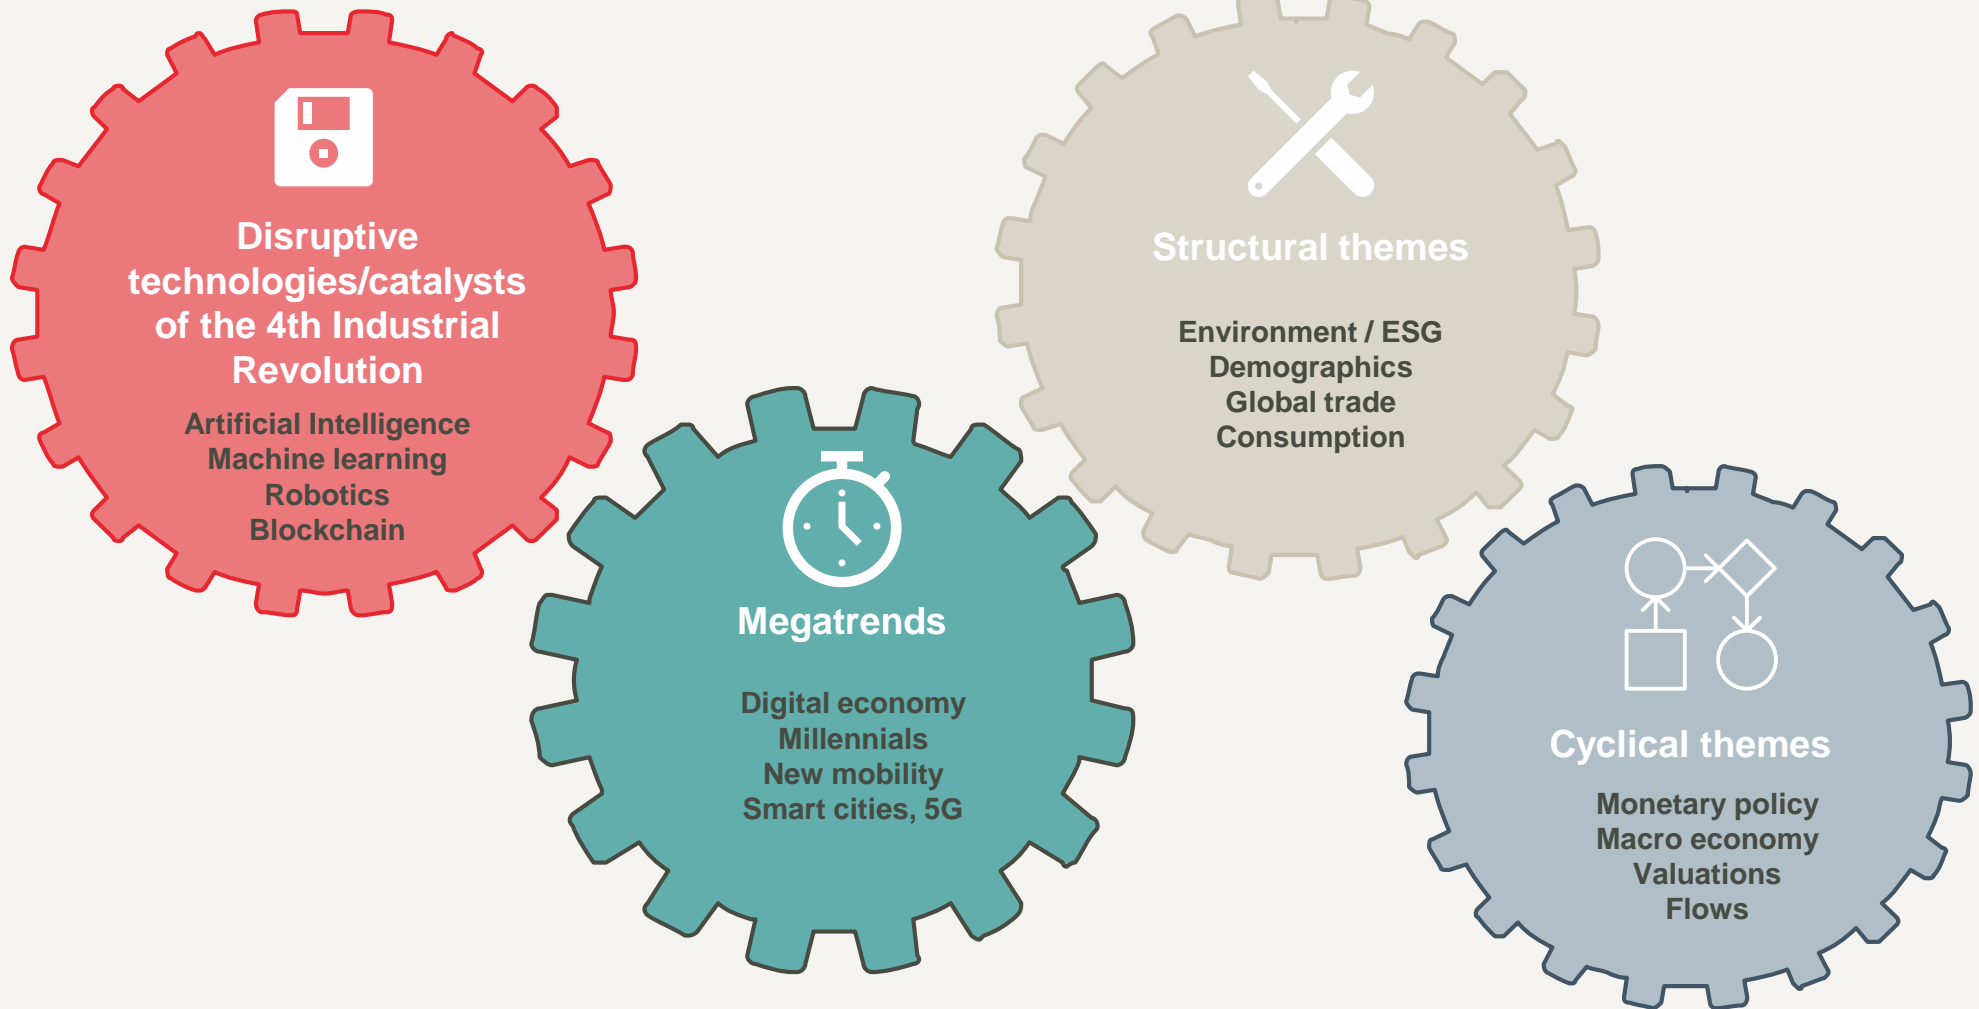 Disruptive
technologies/catalysts
of the 4th Industrial
Revolution
Artificial Intelligence
Machine learning
Robotics
Blockchain
Megatrends
Digital economy
Millennials
New mobility
Smart cities, 5G
Structural themes
Environment / ESG
Demographics
Global trade
Consumption
Cyclical themes
Monetary policy
Macro economy
Valuations
Flows